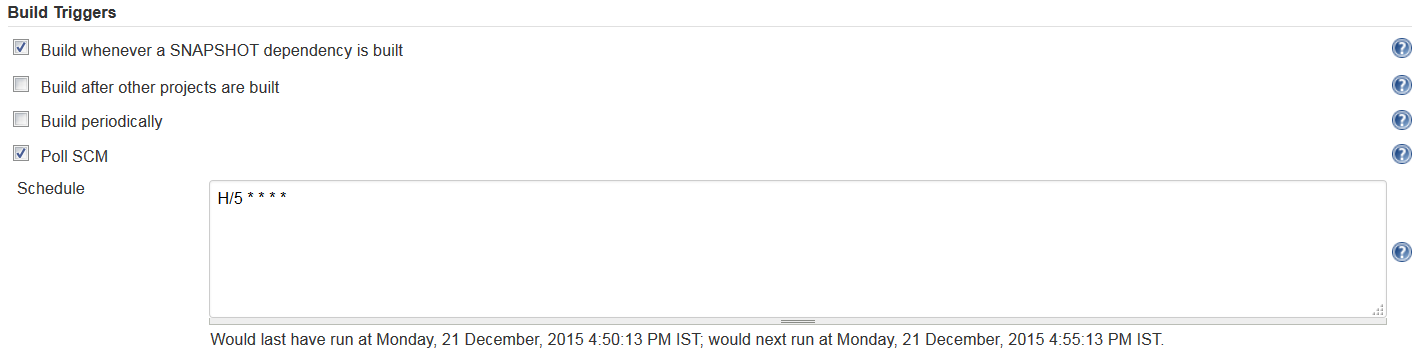 Build Triggers
Build whenever a SNAPSHOT dependency is built
Build after other projects are built
Build periodically
Poll SCM
Schedule
H/5 * * * *
Would last have run at Monday, 21 December, 2015 4:50:13 PM IST; would next run at Monday, 21 December, 2015 4:55:13 PM IST.